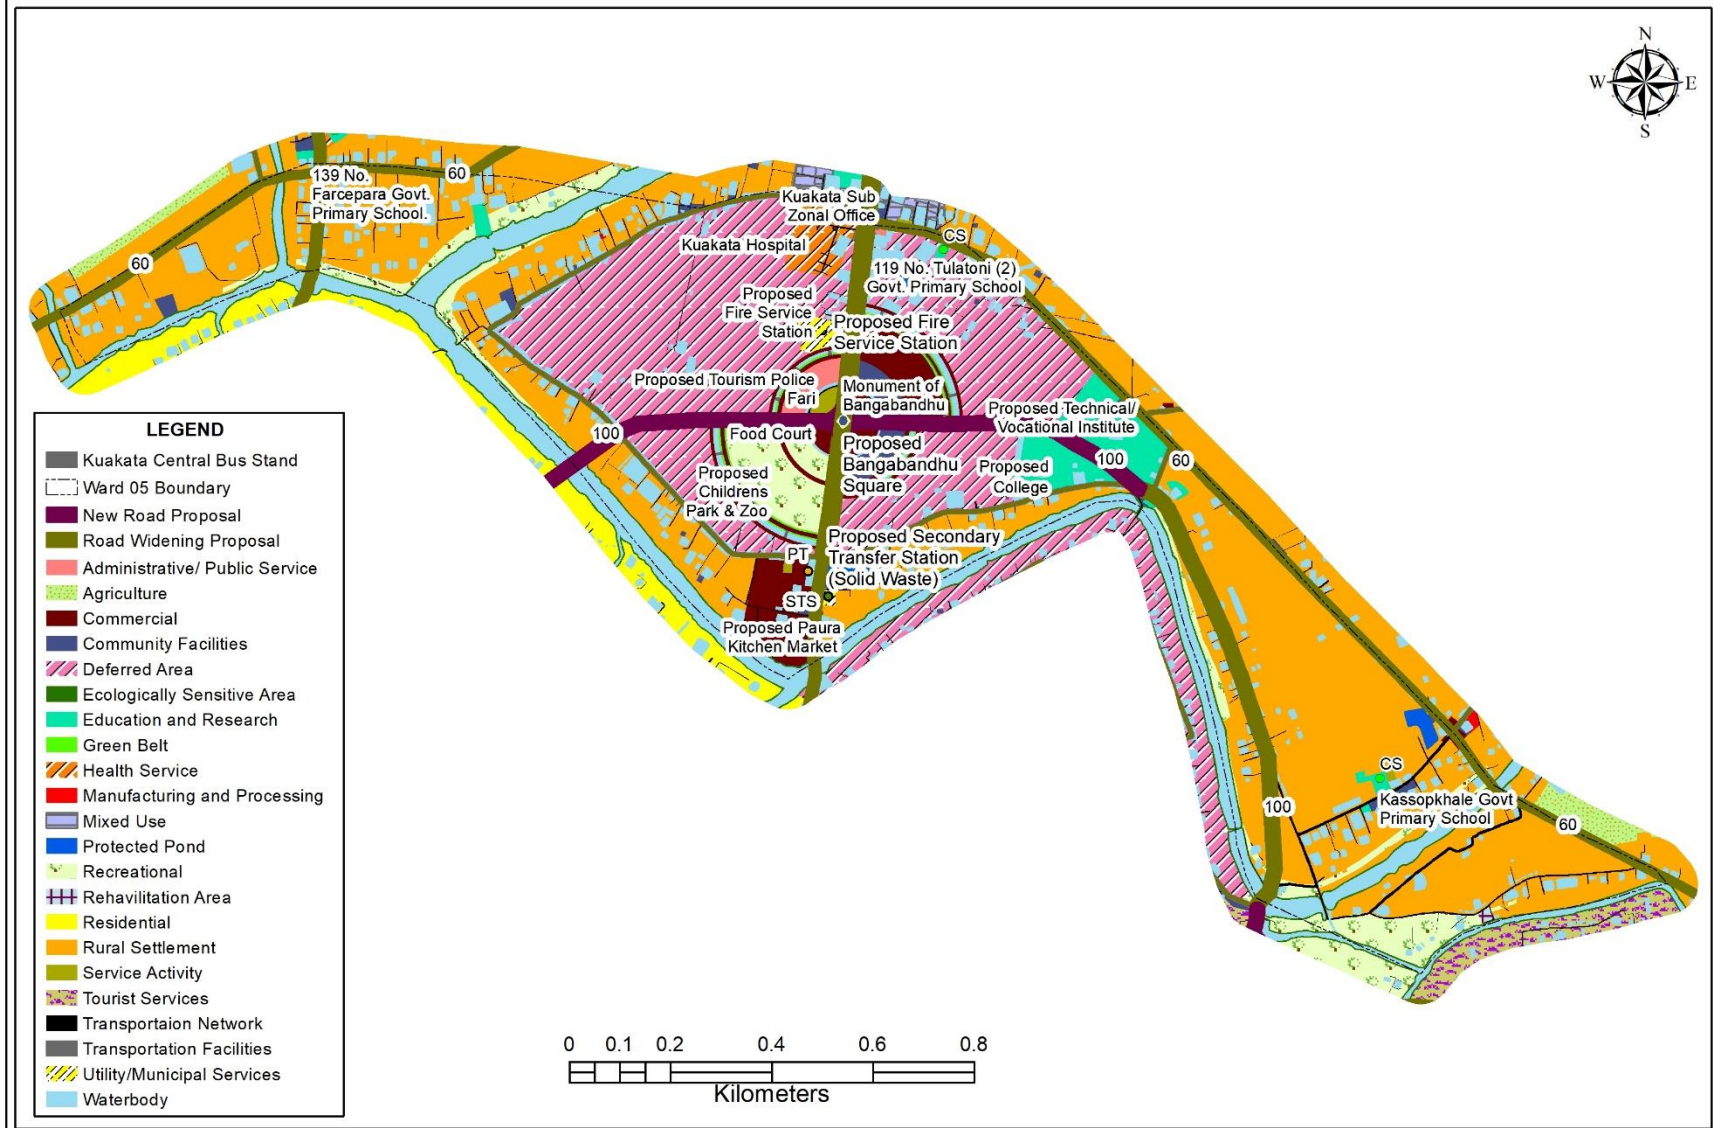 N
W
E
S
139 No.
Farcepara Govt.
Primary School.
60
60
Kuakata Sub
Zonal Office
Kuakata Hospital
CS
119 No. Tulatoni (2)
Govt. Primary School
Proposed
Fire Service
Station
Proposed Fire
Service Station
Proposed Tourism Police
Fari
Monument of
Bangabandhu
Proposed Technical/
Vocational Institute
100
Food Court
Proposed
Bangabandhu
Square
100
60
Proposed
College
Proposed
Childrens
Park & Zoo
PT
Proposed Secondary
Transfer Station
(Solid Waste)
STS
Proposed Paura
Kitchen Market
CS
Kassopkhale Govt
Primary School
100
60
LEGEND
Kuakata Central Bus Stand
Ward 05 Boundary
New Road Proposal
Road Widening Proposal
Administrative/ Public Service
Agriculture
Commercial
Community Facilities
Deferred Area
Ecologically Sensitive Area
Education and Research
Green Belt
Health Service
Manufacturing and Processing
Mixed Use
Protected Pond
Recreational
Rehavilitation Area
Residential
Rural Settlement
Service Activity
Tourist Services
Transportaion Network
Transportation Facilities
Utility/Municipal Services
Waterbody
0 0.1 0.2 0.4 0.6 0.8
Kilometers